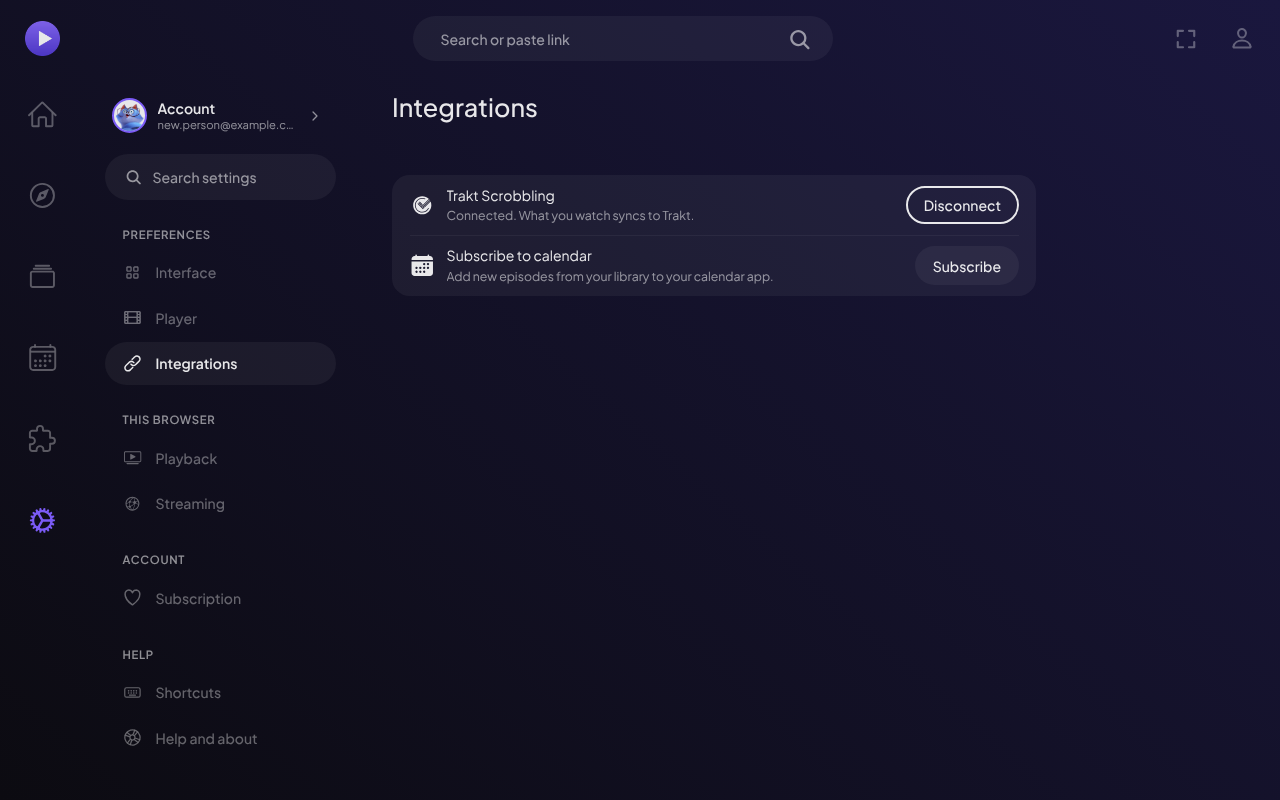 Search or paste link
Account
new.person@example.c...
Search settings
PREFERENCES
Interface
Player
Integrations
THIS BROWSER
Playback
Streaming
ACCOUNT
Subscription
HELP
Shortcuts
Help and about
Integrations
Trakt Scrobbling
Connected. What you watch syncs to Trakt.
Disconnect
Subscribe to calendar
Add new episodes from your library to your calendar app.
Subscribe